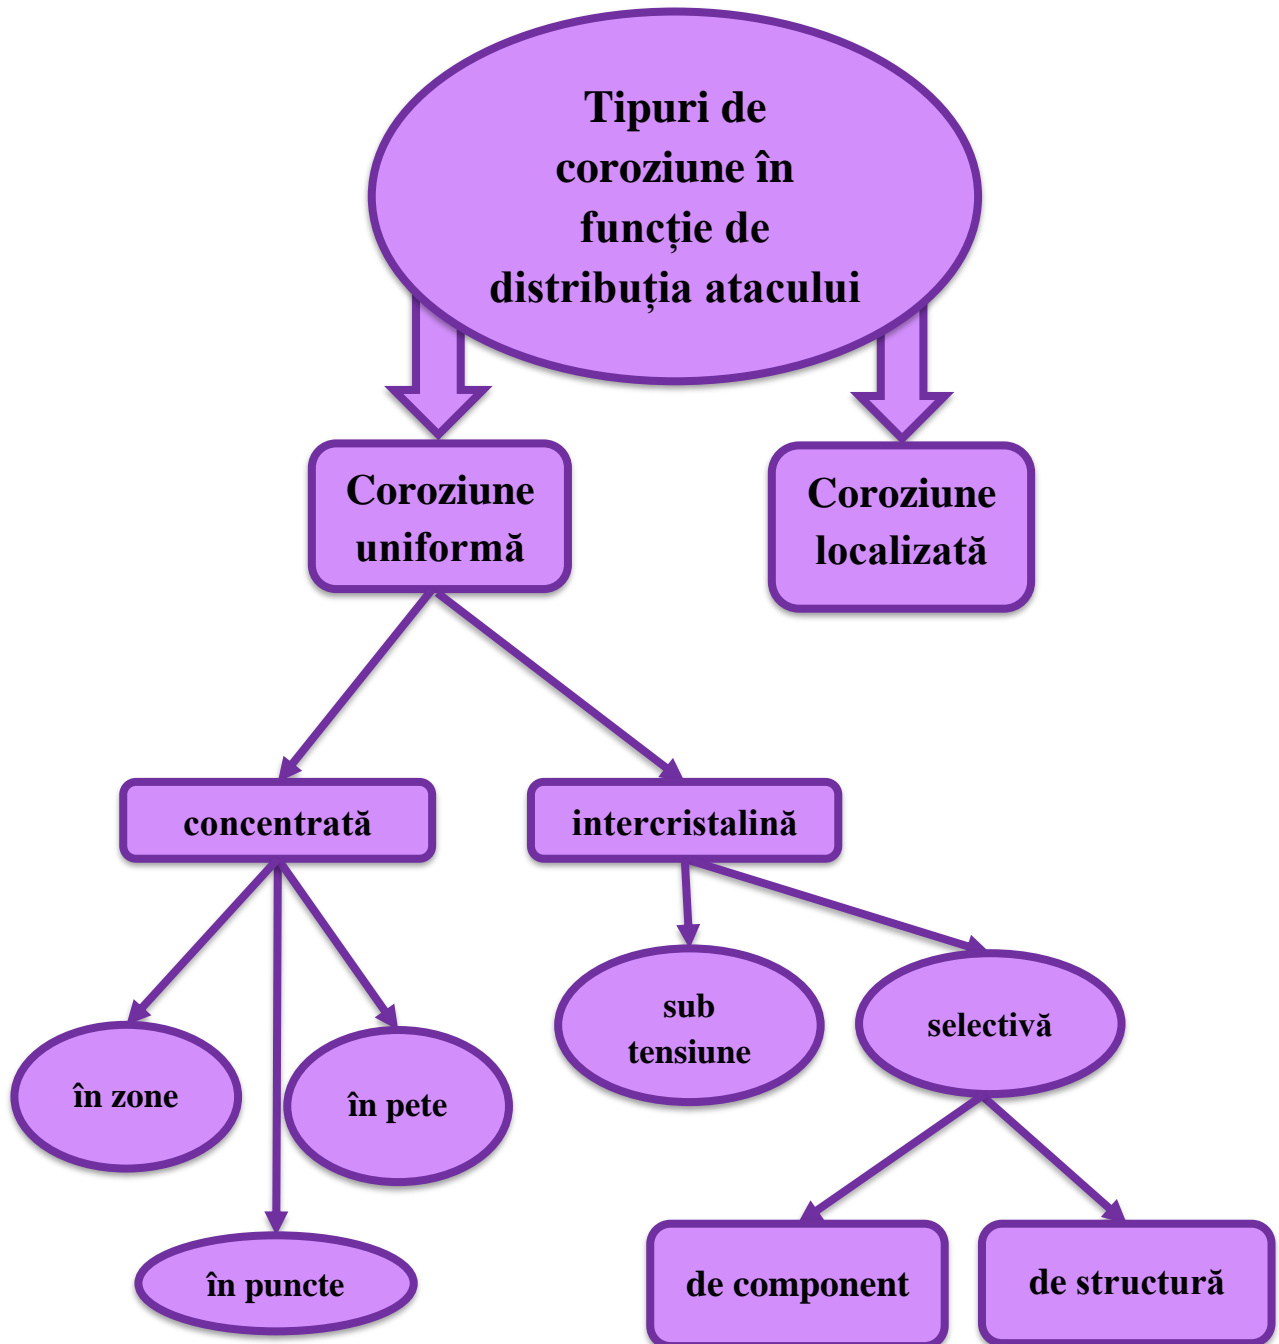 Tipuri de
coroziune în
funcție de
distribuția atacului
Coroziune
uniformă
Coroziune
localizată
concentrată
intercristalină
sub
tensiune
selectivă
în zone
în pete
în puncte
de component
de structură